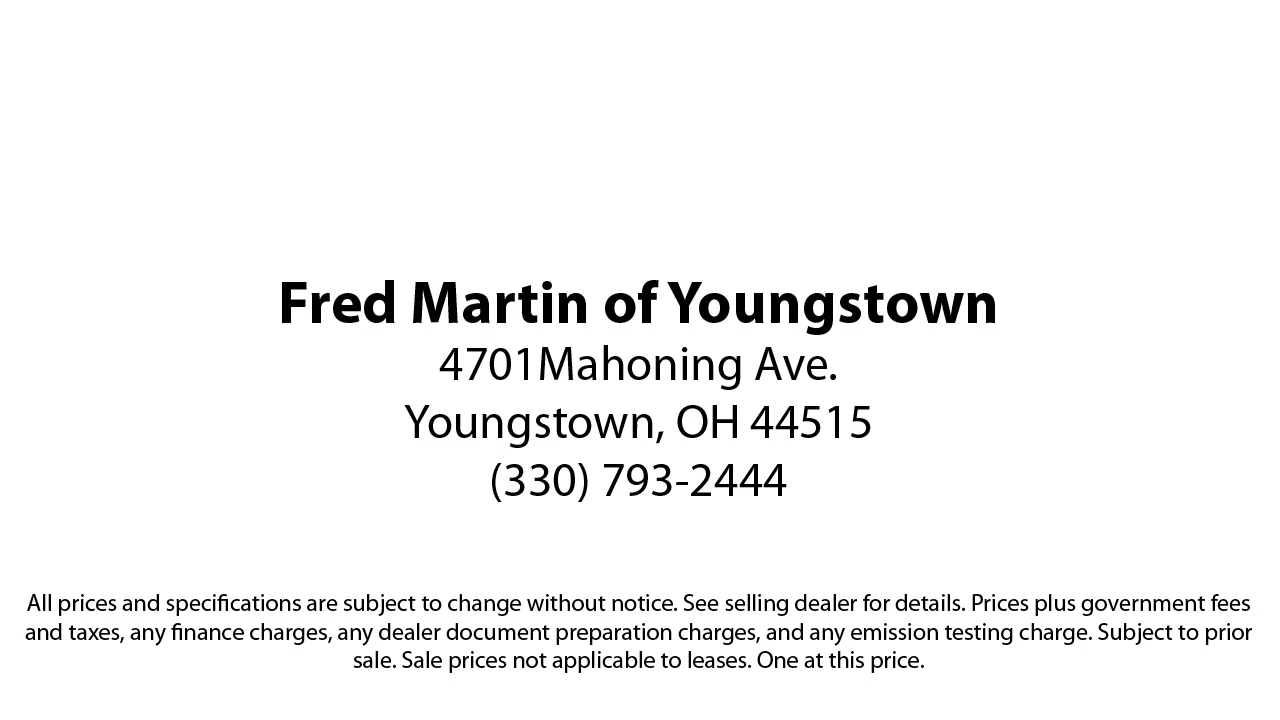 Fred Martin of Youngstown
4701Mahoning Ave.
Youngstown, OH 44515
(330) 793-2444
All prices and specifications are subject to change without notice. See selling dealer for details. Prices plus government fees
and taxes, any finance charges, any dealer document preparation charges, and any emission testing charge. Subject to prior
sale. Sale prices not applicable to leases. One at this price.